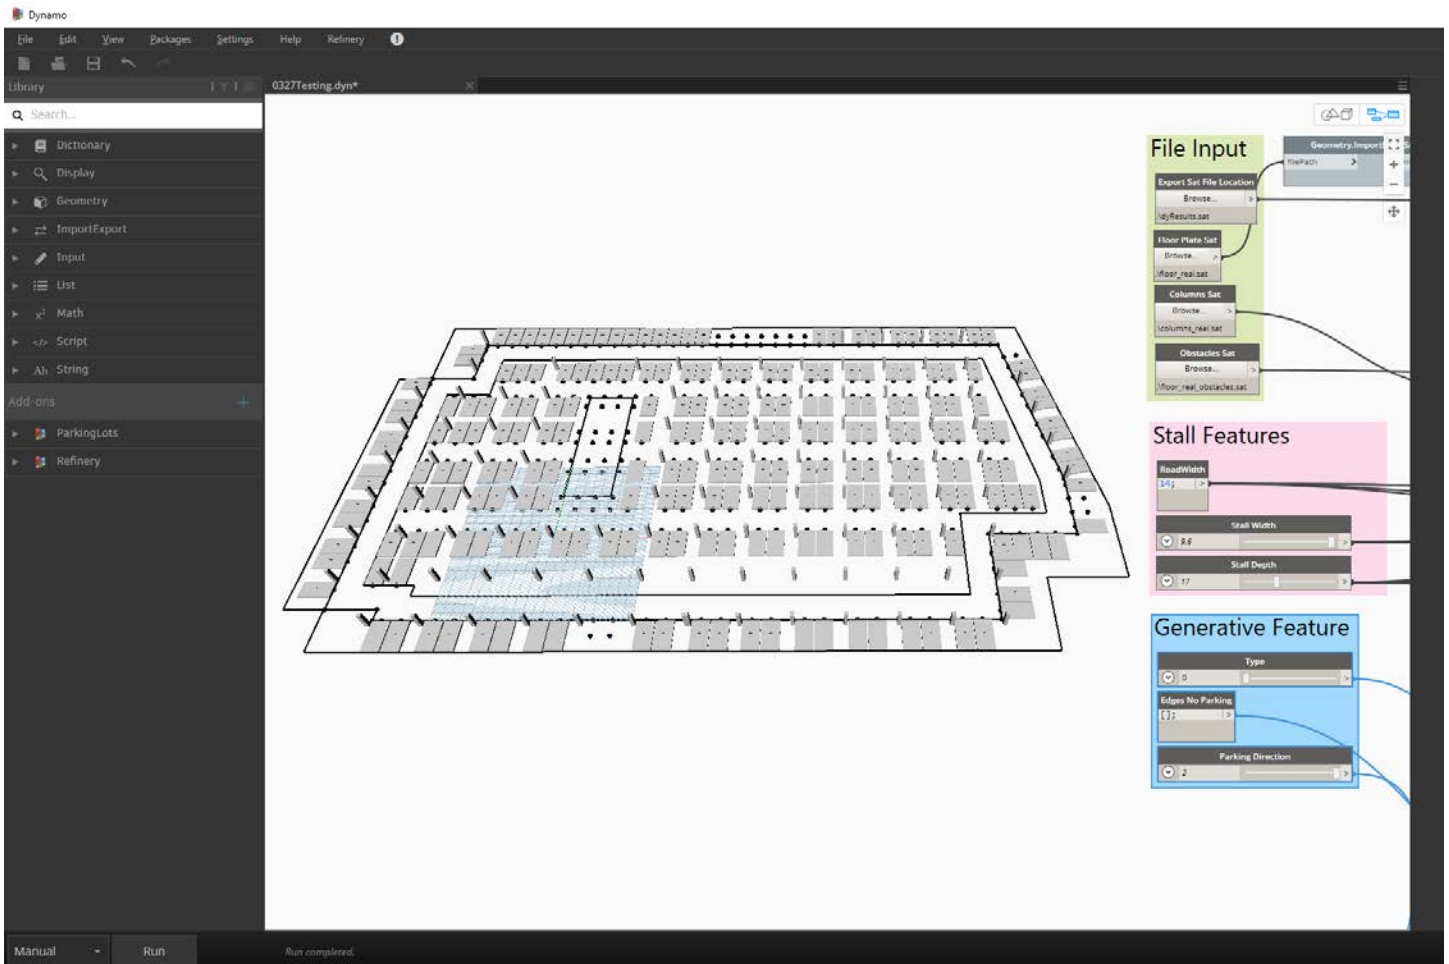 Dynamo
File Edit View Packages Settings Help Refinery
Library
0327Testing.dyn*
Search...
Dictionary
Display
Geometry
ImportExport
Input
List
Math
Script
String
Add-ons
ParkingLots
Refinery
File Input
filePath
Export Sat File Location
Browse...
.\dyResults.sat
Floor Plate Sat
Browse...
.\floor_real.sat
Columns Sat
Browse...
.\columns_real.sat
Obstacles Sat
Browse...
.\floor_real_obstacles.sat
Stall Features
RoadWidth
Stall Width
9.6
Stall Depth
17
Generative Feature
Type
0
Edges No Parking
[];
Parking Direction
2
Manual
Run
Run completed.